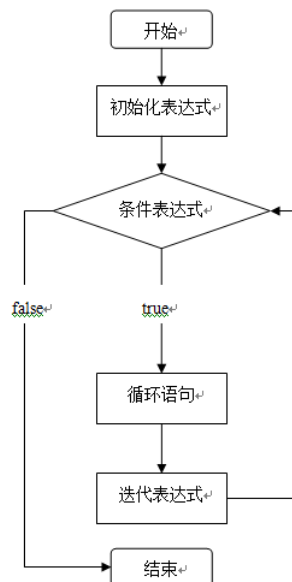 开始
初始化表达式
条件表达式
false
true
循环语句
迭代表达式
结束